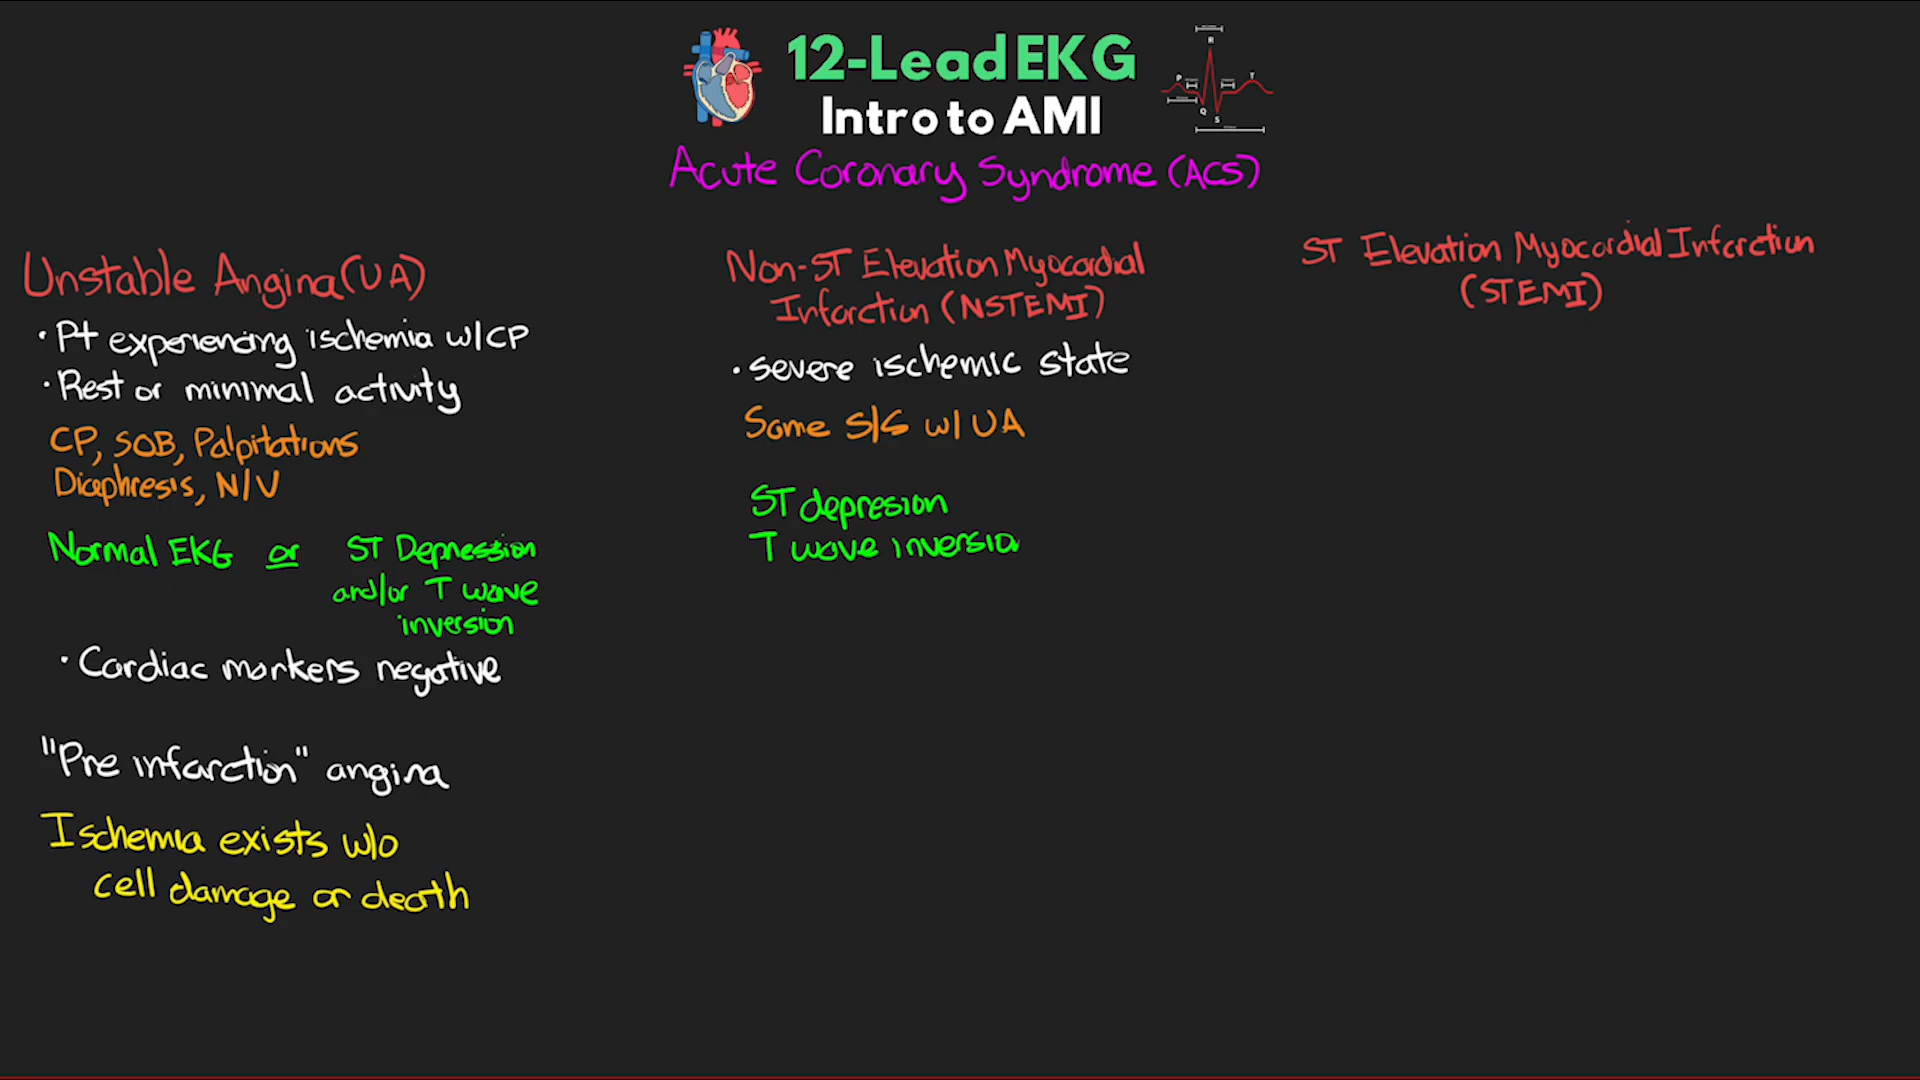 12-Lead EKG
Intro to AMI
R
P
T
Q
S
Acute Coronary Syndrome (ACS)
Unstable Angina (UA)
• Pt experiencing ischemia w/CP
• Rest or minimal activity
CP, SOB, Palpitations
Diaphresis, N/V
Normal EKG or ST Depression
and/or T wave
inversion
• Cardiac markers negative
"Pre infarction" angina
Ischemia exists w/o
cell damage or death
Non-ST Elevation Myocardial
Infarction (NSTEMI)
• severe ischemic state
Same S/S w/ UA
ST depresion
T wave inversio
ST Elevation Myocardial Infarction
(STEMI)